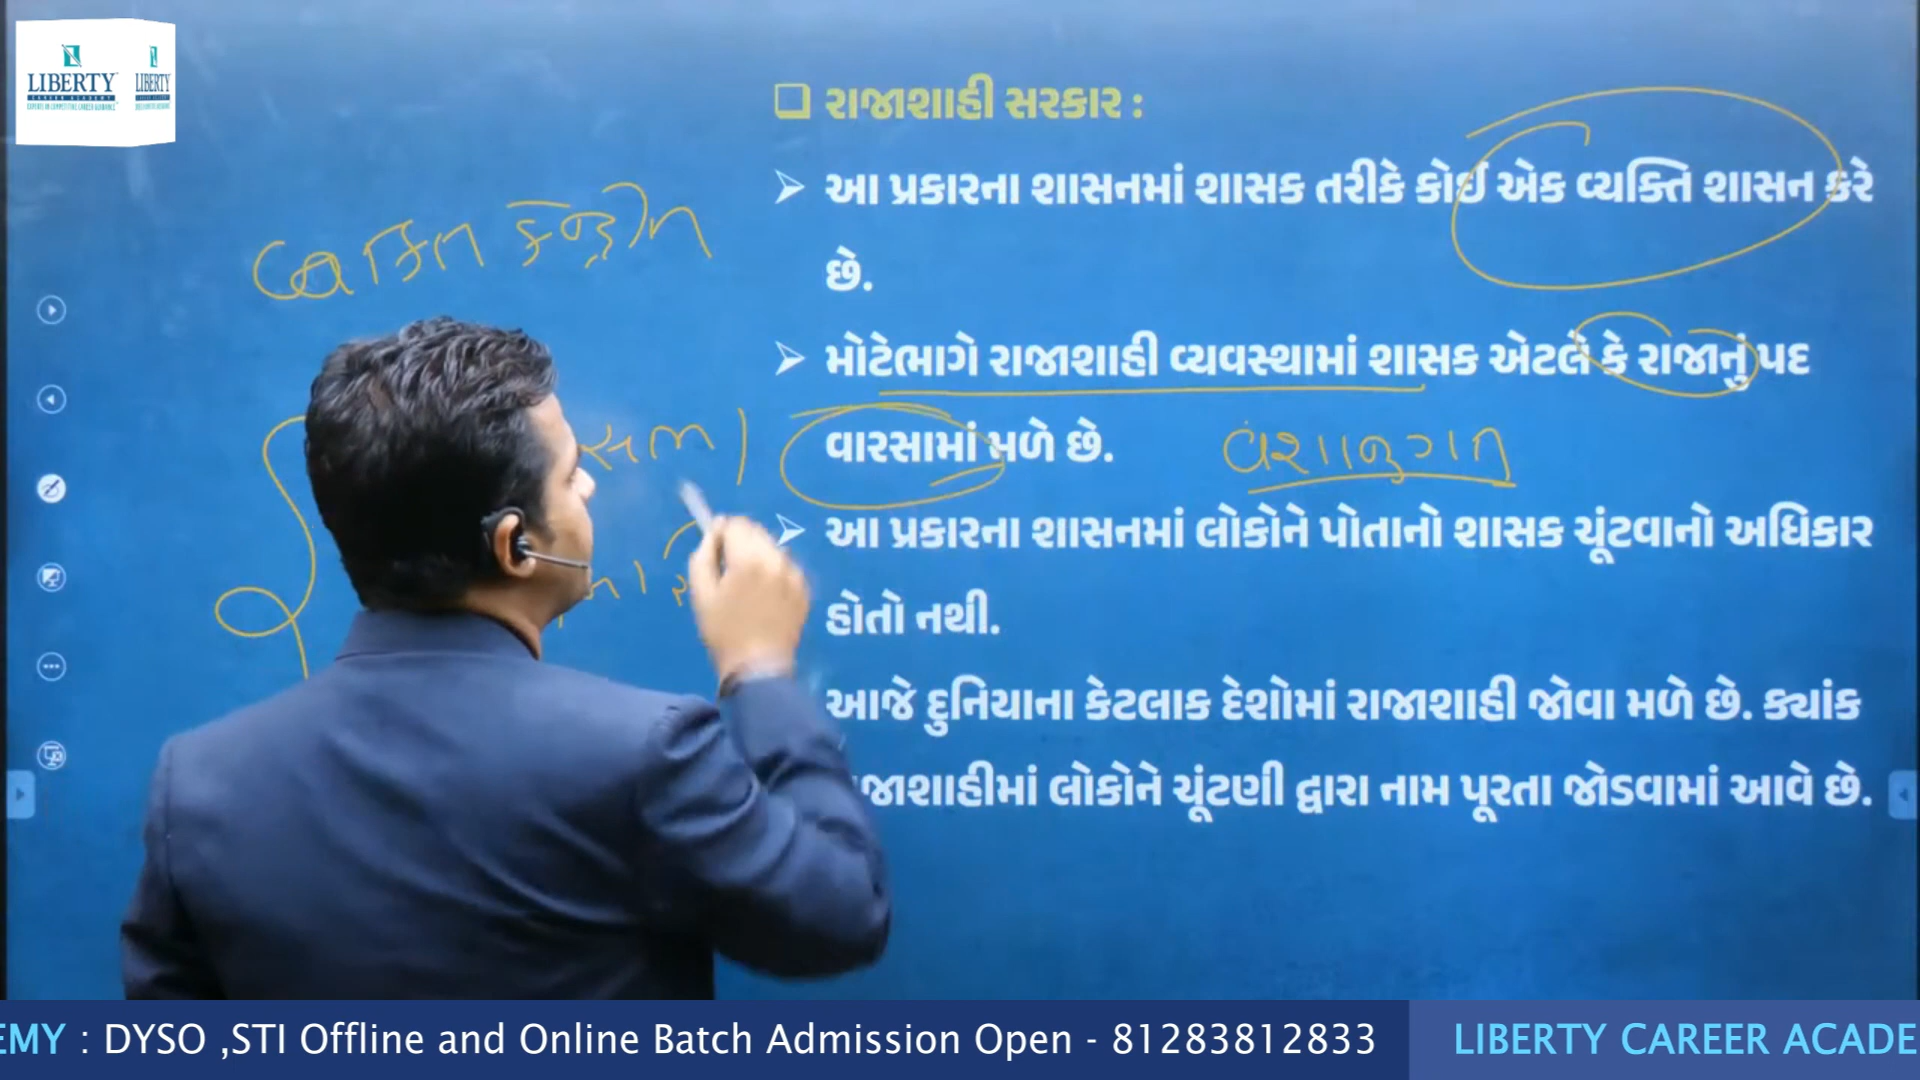 LIBERTY
CAREER ACADEMY
LIBERTY
રાજાશાહી સરકાર :
આ પ્રકારના શાસનમાં શાસક તરીકે કોઈ એક વ્યક્તિ શાસન કરે
છે.
વ્યક્તિ કેન્દ્રીત
મોટેભાગે રાજાશાહી વ્યવસ્થામાં શાસક એટલે કે રાજાનું પદ
વારસામાં મળે છે.
વંશાનુગત
આ પ્રકારના શાસનમાં લોકોને પોતાનો શાસક ચૂંટવાનો અધિકાર
હોતો નથી.
આજે દુનિયાના કેટલાક દેશોમાં રાજાશાહી જોવા મળે છે. ક્યાંક
જાશાહીમાં લોકોને ચૂંટણી દ્વારા નામ પૂરતા જોડવામાં આવે છે.
EMY : DYSO ,STI Offline and Online Batch Admission Open - 81283812833 LIBERTY CAREER ACADE